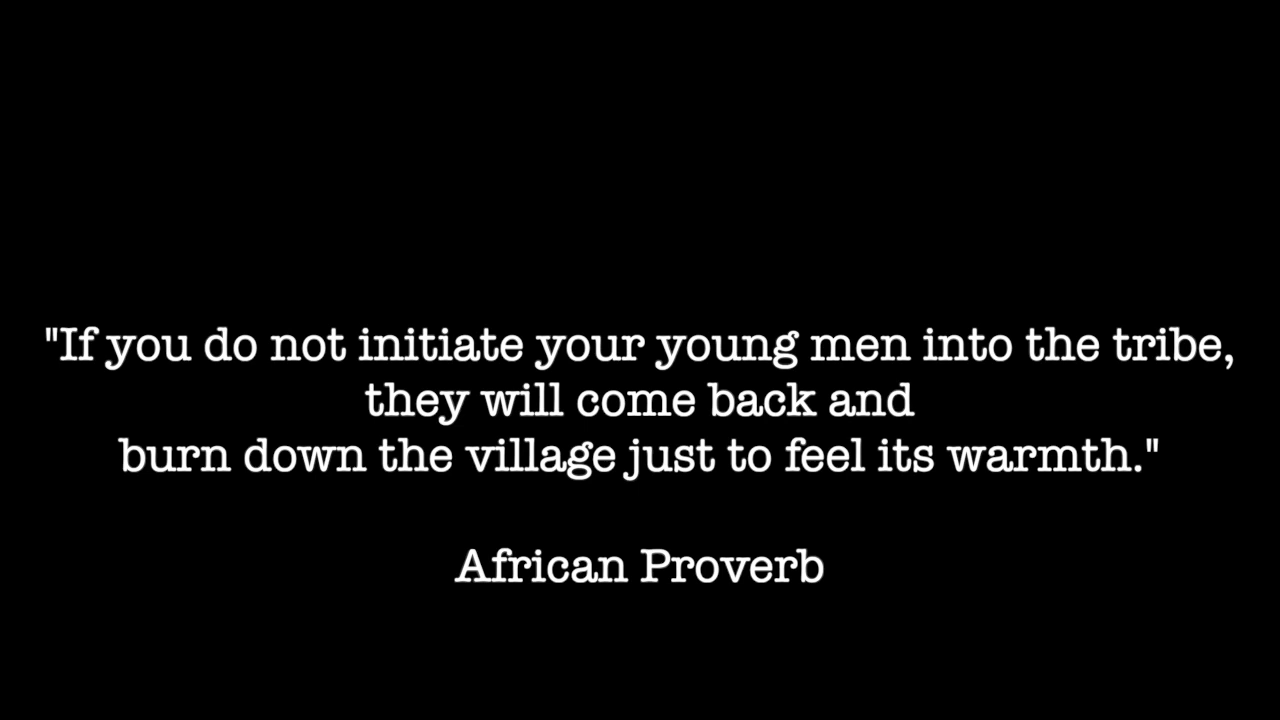 "If you do not initiate your young men into the tribe,
they will come back and
burn down the village just to feel its warmth."
African Proverb